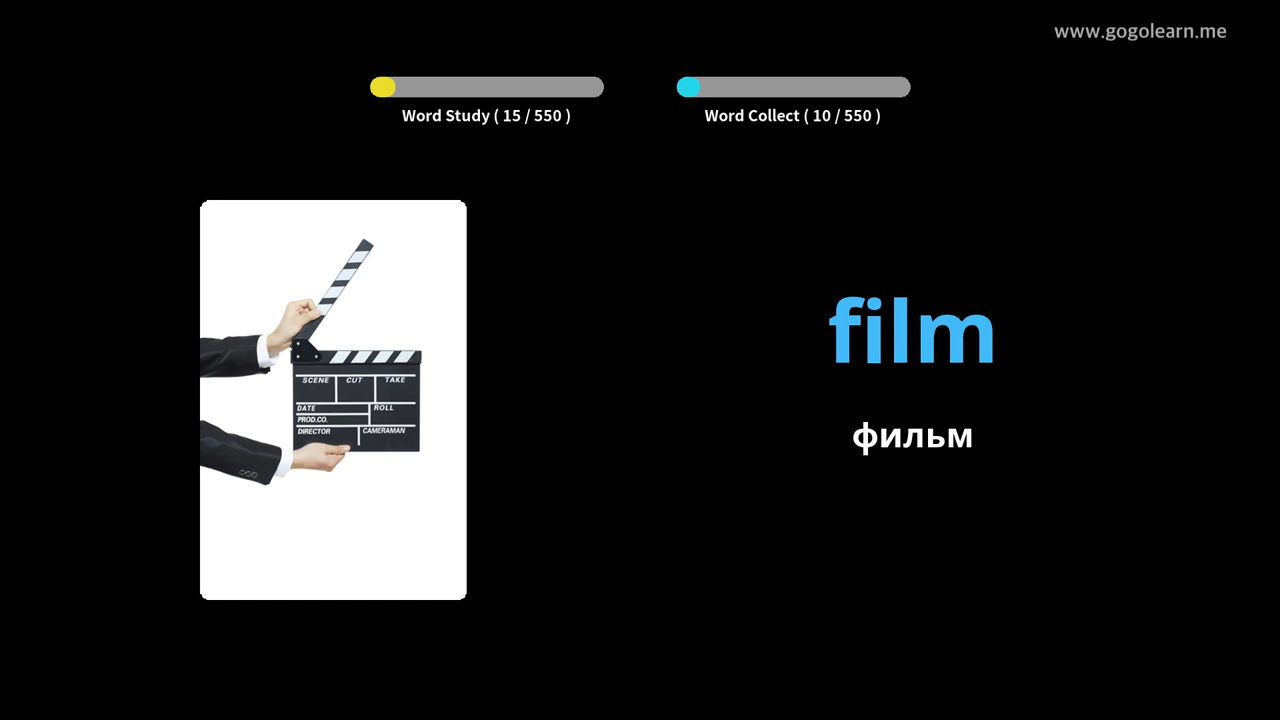 www.gogolearn.me
Word Study ( 15 / 550 )
Word Collect ( 10 / 550 )
SCENE
CUT
TAKE
DATE
ROLL
PROD.CO.
DIRECTOR
CAMERAMAN
film
фильм